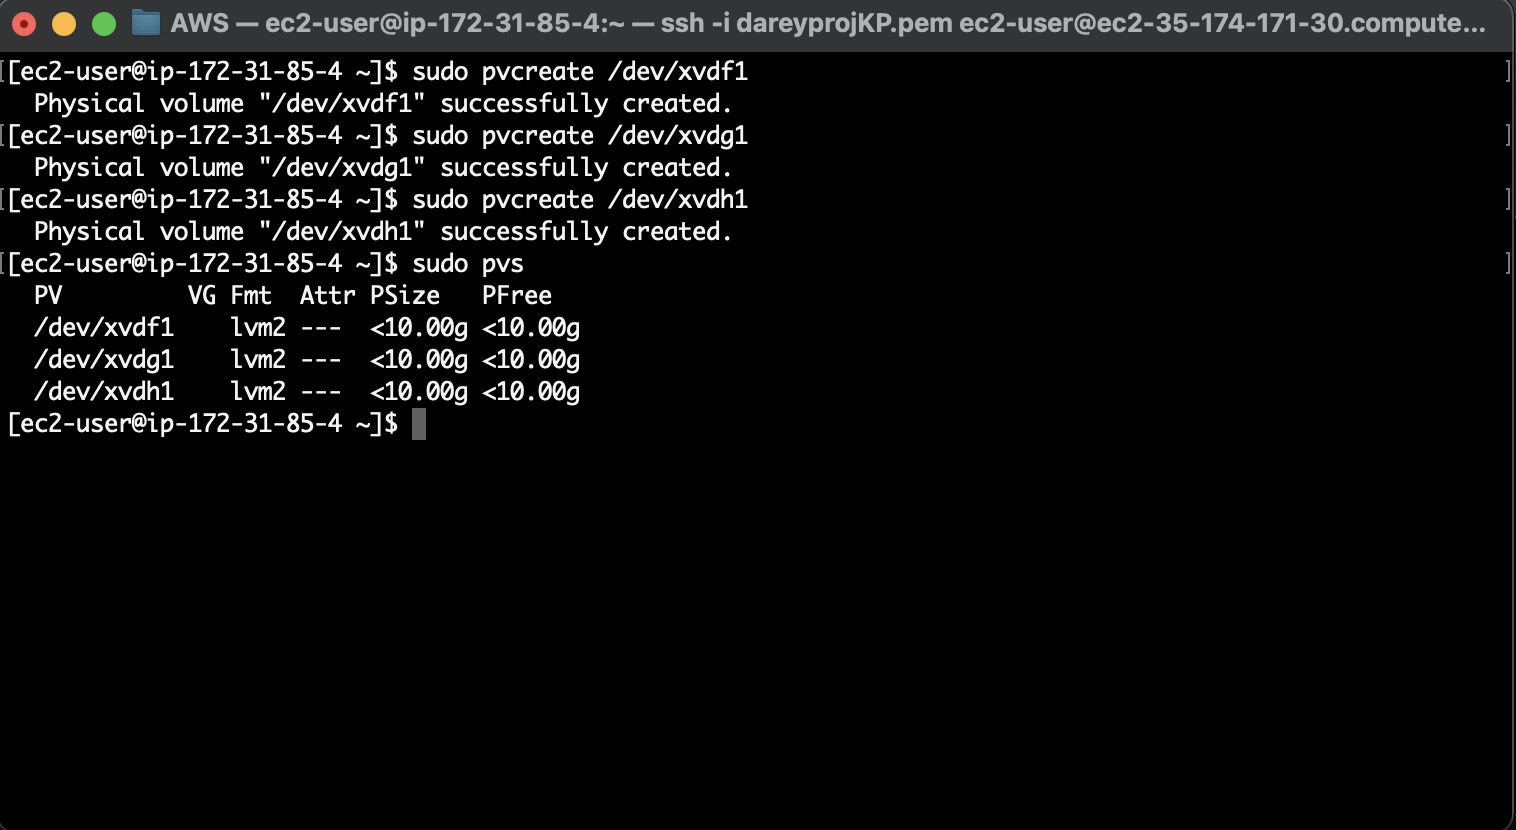 AWS — ec2-user@ip-172-31-85-4:~ — ssh -i dareyprojKP.pem ec2-user@ec2-35-174-171-30.compute...
[ec2-user@ip-172-31-85-4 ~]$ sudo pvcreate /dev/xvdf1
  Physical volume "/dev/xvdf1" successfully created.
[ec2-user@ip-172-31-85-4 ~]$ sudo pvcreate /dev/xvdg1
  Physical volume "/dev/xvdg1" successfully created.
[ec2-user@ip-172-31-85-4 ~]$ sudo pvcreate /dev/xvdh1
  Physical volume "/dev/xvdh1" successfully created.
[ec2-user@ip-172-31-85-4 ~]$ sudo pvs
  PV         VG Fmt  Attr PSize   PFree
  /dev/xvdf1    lvm2 ---  <10.00g <10.00g
  /dev/xvdg1    lvm2 ---  <10.00g <10.00g
  /dev/xvdh1    lvm2 ---  <10.00g <10.00g
[ec2-user@ip-172-31-85-4 ~]$